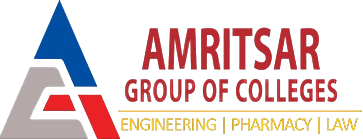 AMRITSAR
GROUP OF COLLEGES
ENGINEERING | PHARMACY | LAW